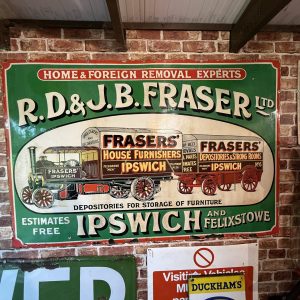 HOME & FOREIGN REMOVAL EXPERTS
R.D. & J.B. FRASER LTD
FRASERS'
HOUSE FURNISHERS
IPSWICH
FRASERS'
DEPOSITORIES & STRONG ROOMS
IPSWICH
FRASERS'
IPSWICH
DEPOSITORIES FOR STORAGE OF FURNITURE
ESTIMATES
FREE
IPSWICH
AND
FELIXSTOWE
DUCKHAMS